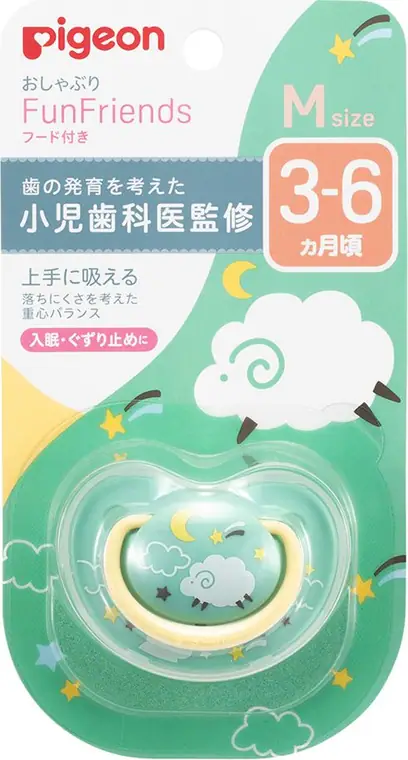 pigeon
おしゃぶり
FunFriends
フード付き
M size
歯の発育を考えた
小児歯科医監修
3-6
カ月頃
上手に吸える
落ちにくさを考えた
重心バランス
入眠・ぐずり止めに